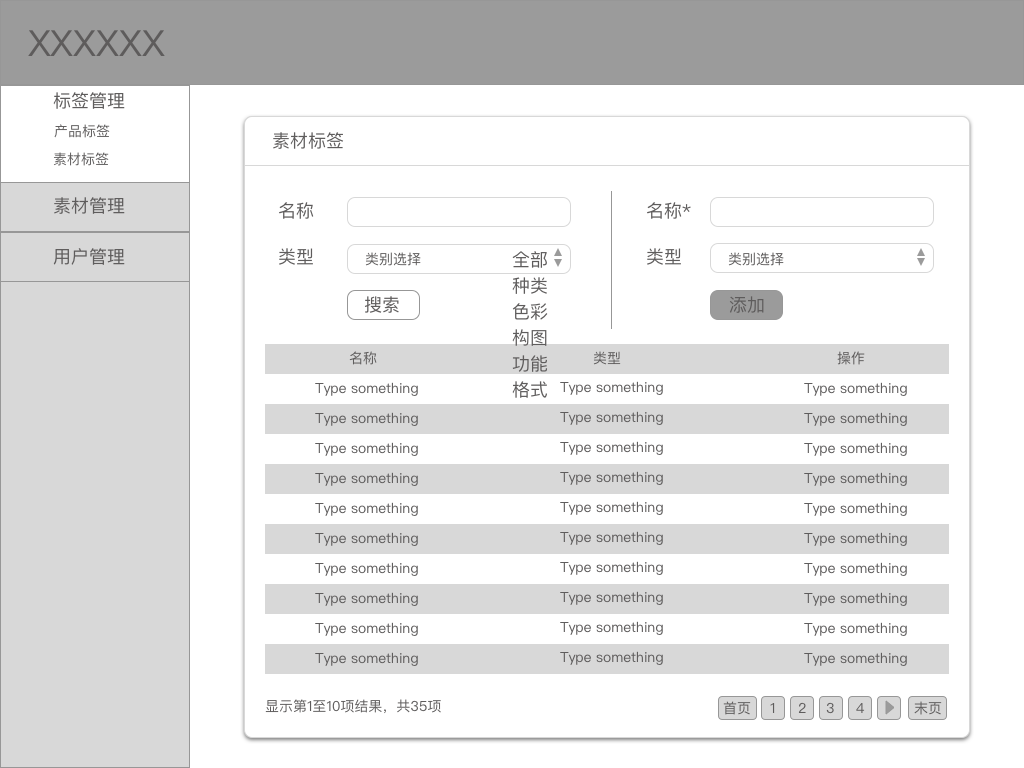 XXXXXX
标签管理
产品标签
素材标签
素材管理
用户管理
素材标签
名称
名称*
类型
类别选择
全部
种类
色彩
构图
功能
格式
类型
类别选择
搜索
添加
名称 类型 操作
Type something Type something Type something
Type something Type something Type something
Type something Type something Type something
Type something Type something Type something
Type something Type something Type something
Type something Type something Type something
Type something Type something Type something
Type something Type something Type something
Type something Type something Type something
Type something Type something Type something
显示第1至10项结果，共35项
首页 1 2 3 4 末页